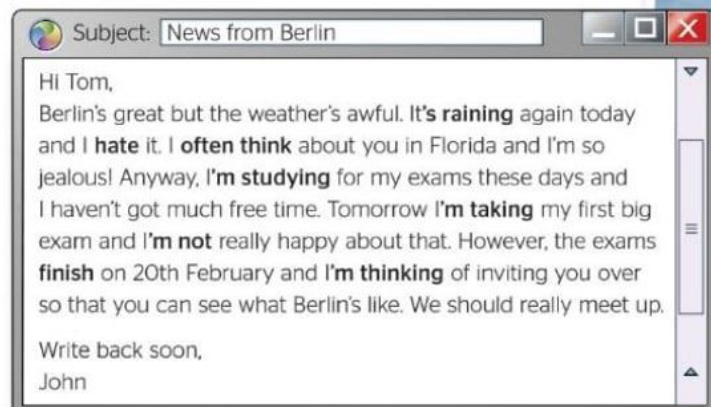 Subject: News from Berlin
Hi Tom,
Berlin's great but the weather's awful. It's raining again today
and I hate it. I often think about you in Florida and I'm so
jealous! Anyway, I'm studying for my exams these days and
I haven't got much free time. Tomorrow I'm taking my first big
exam and I'm not really happy about that. However, the exams
finish on 20th February and I'm thinking of inviting you over
so that you can see what Berlin's like. We should really meet up.
Write back soon,
John